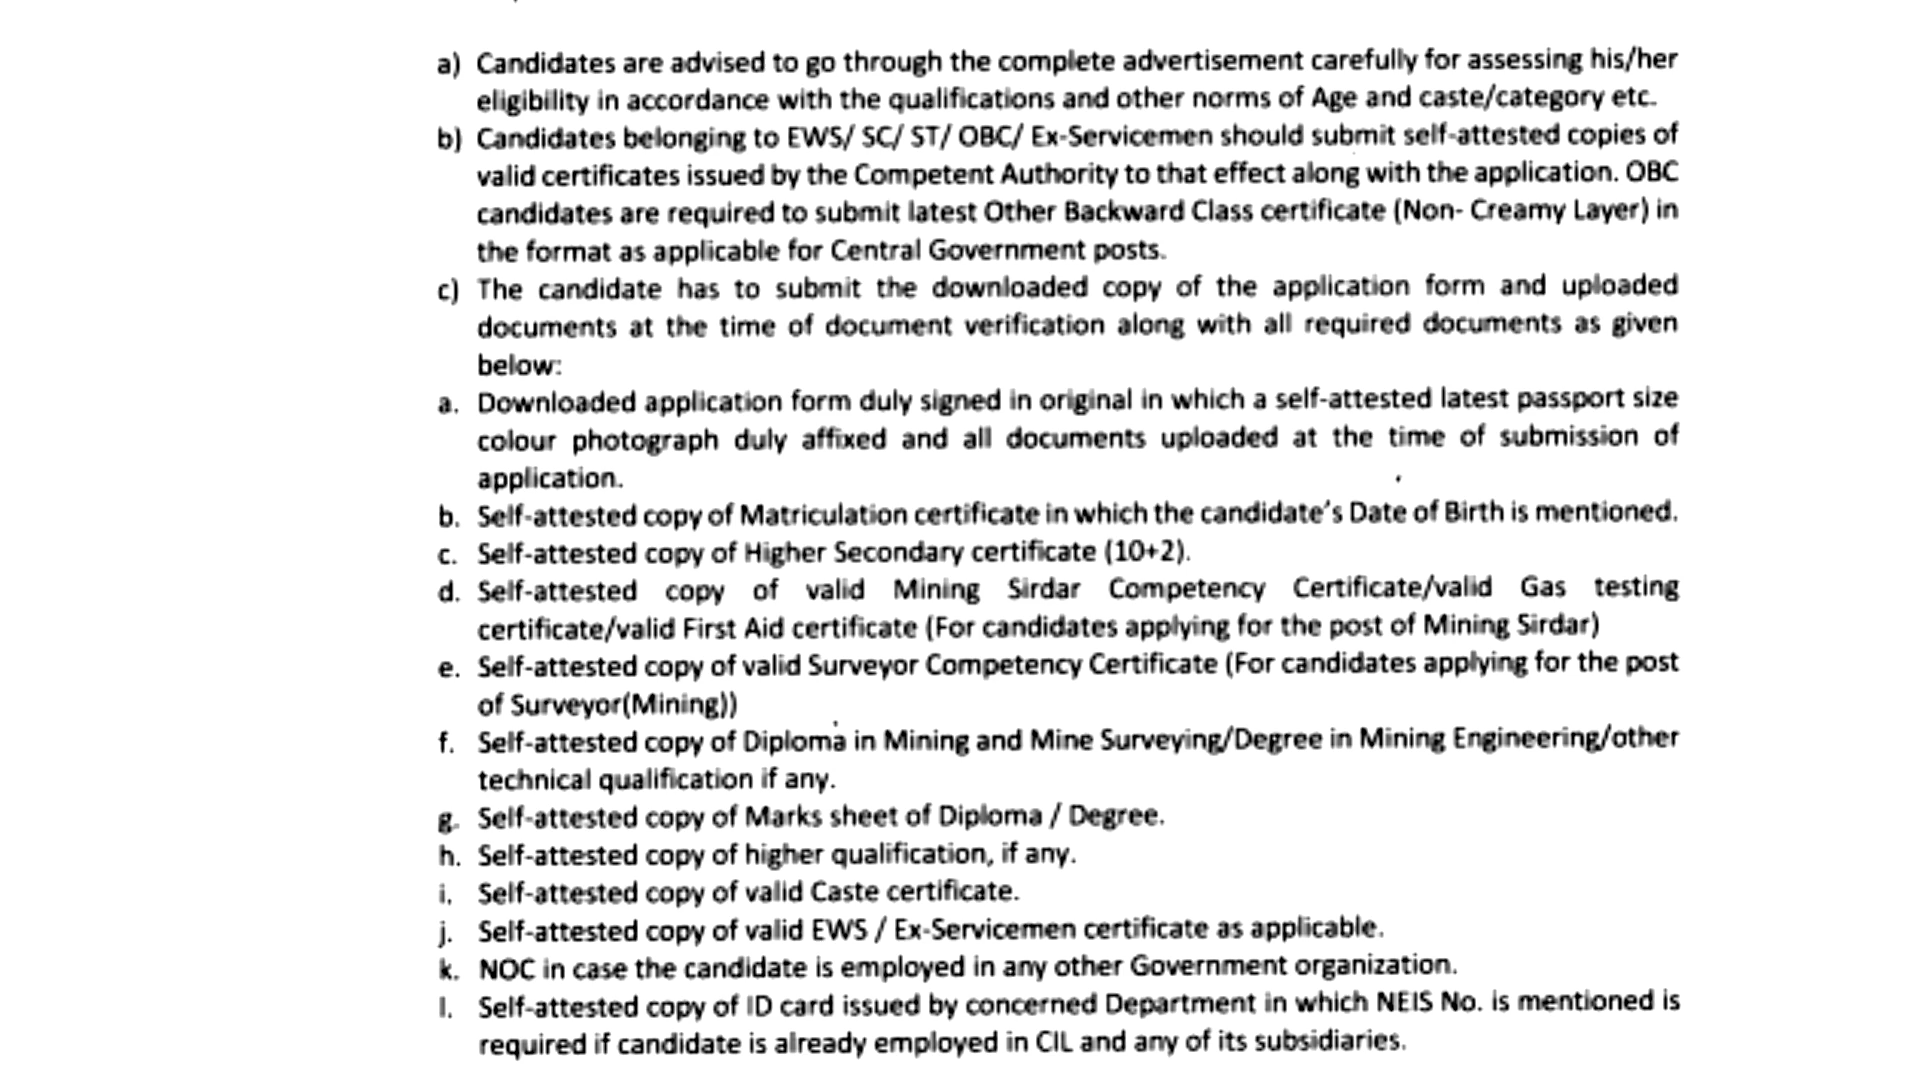 a) Candidates are advised to go through the complete advertisement carefully for assessing his/her
eligibility in accordance with the qualifications and other norms of Age and caste/category etc.
b) Candidates belonging to EWS/ SC/ ST/ OBC/ Ex-Servicemen should submit self-attested copies of
valid certificates issued by the Competent Authority to that effect along with the application. OBC
candidates are required to submit latest Other Backward Class certificate (Non- Creamy Layer) in
the format as applicable for Central Government posts.
c) The candidate has to submit the downloaded copy of the application form and uploaded
documents at the time of document verification along with all required documents as given
below:
a. Downloaded application form duly signed in original in which a self-attested latest passport size
colour photograph duly affixed and all documents uploaded at the time of submission of
application.
b. Self-attested copy of Matriculation certificate in which the candidate's Date of Birth is mentioned.
c. Self-attested copy of Higher Secondary certificate (10+2).
d. Self-attested copy of valid Mining Sirdar Competency Certificate/valid Gas testing
certificate/valid First Aid certificate (For candidates applying for the post of Mining Sirdar)
e. Self-attested copy of valid Surveyor Competency Certificate (For candidates applying for the post
of Surveyor(Mining))
f. Self-attested copy of Diploma in Mining and Mine Surveying/Degree in Mining Engineering/other
technical qualification if any.
g. Self-attested copy of Marks sheet of Diploma / Degree.
h. Self-attested copy of higher qualification, if any.
i. Self-attested copy of valid Caste certificate.
j. Self-attested copy of valid EWS / Ex-Servicemen certificate as applicable.
k. NOC in case the candidate is employed in any other Government organization.
l. Self-attested copy of ID card issued by concerned Department in which NEIS No. is mentioned is
required if candidate is already employed in CIL and any of its subsidiaries.